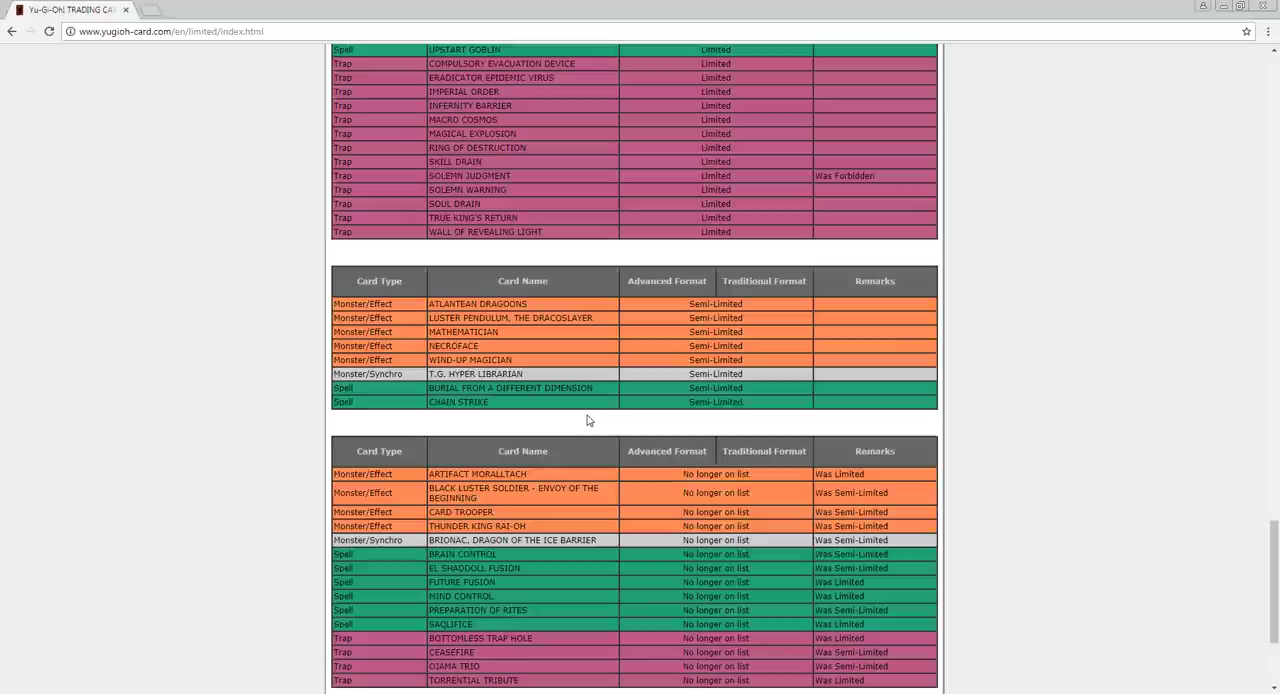 Yu-Gi-Oh! TRADING CA
www.yugioh-card.com/en/limited/index.html
Spell UPSTART GOBLIN Limited
Trap COMPULSORY EVACUATION DEVICE Limited
Trap ERADICATOR EPIDEMIC VIRUS Limited
Trap IMPERIAL ORDER Limited
Trap INFERNITY BARRIER Limited
Trap MACRO COSMOS Limited
Trap MAGICAL EXPLOSION Limited
Trap RING OF DESTRUCTION Limited
Trap SKILL DRAIN Limited
Trap SOLEMN JUDGMENT Limited Was Forbidden
Trap SOLEMN WARNING Limited
Trap SOUL DRAIN Limited
Trap TRUE KING'S RETURN Limited
Trap WALL OF REVEALING LIGHT Limited
Card Type Card Name Advanced Format Traditional Format Remarks
Monster/Effect ATLANTEAN DRAGOONS Semi-Limited
Monster/Effect LUSTER PENDULUM, THE DRACOSLAYER Semi-Limited
Monster/Effect MATHEMATICIAN Semi-Limited
Monster/Effect NECROFACE Semi-Limited
Monster/Effect WIND-UP MAGICIAN Semi-Limited
Monster/Synchro T.G. HYPER LIBRARIAN Semi-Limited
Spell BURIAL FROM A DIFFERENT DIMENSION Semi-Limited
Spell CHAIN STRIKE Semi-Limited.
Card Type Card Name Advanced Format Traditional Format Remarks
Monster/Effect ARTIFACT MORALLTACH No longer on list Was Limited
Monster/Effect BLACK LUSTER SOLDIER - ENVOY OF THE
BEGINNING No longer on list Was Semi-Limited
Monster/Effect CARD TROOPER No longer on list Was Semi-Limited
Monster/Effect THUNDER KING RAI-OH No longer on list Was Semi-Limited
Monster/Synchro BRIONAC, DRAGON OF THE ICE BARRIER No longer on list Was Semi-Limited
Spell BRAIN CONTROL No longer on list Was Semi-Limited
Spell EL SHADDOLL FUSION No longer on list Was Semi-Limited
Spell FUTURE FUSION No longer on list Was Limited
Spell MIND CONTROL No longer on list Was Limited
Spell PREPARATION OF RITES No longer on list Was Semi-Limited
Spell SAQLIFICE No longer on list Was Limited
Trap BOTTOMLESS TRAP HOLE No longer on list Was Limited
Trap CEASEFIRE No longer on list Was Semi-Limited
Trap OJAMA TRIO No longer on list Was Semi-Limited
Trap TORRENTIAL TRIBUTE No longer on list Was Limited